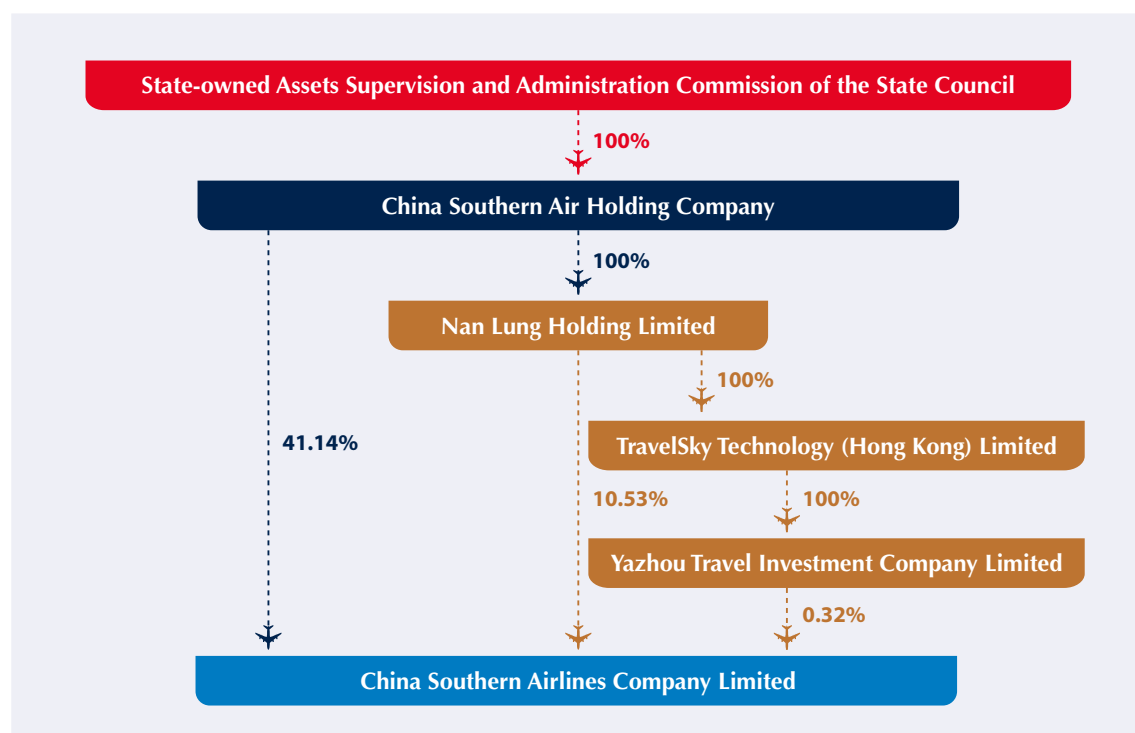 State-owned Assets Supervision and Administration Commission of the State Council
100%
China Southern Air Holding Company
100%
Nan Lung Holding Limited
100%
TravelSky Technology (Hong Kong) Limited
41.14%
10.53%
100%
Yazhou Travel Investment Company Limited
0.32%
China Southern Airlines Company Limited